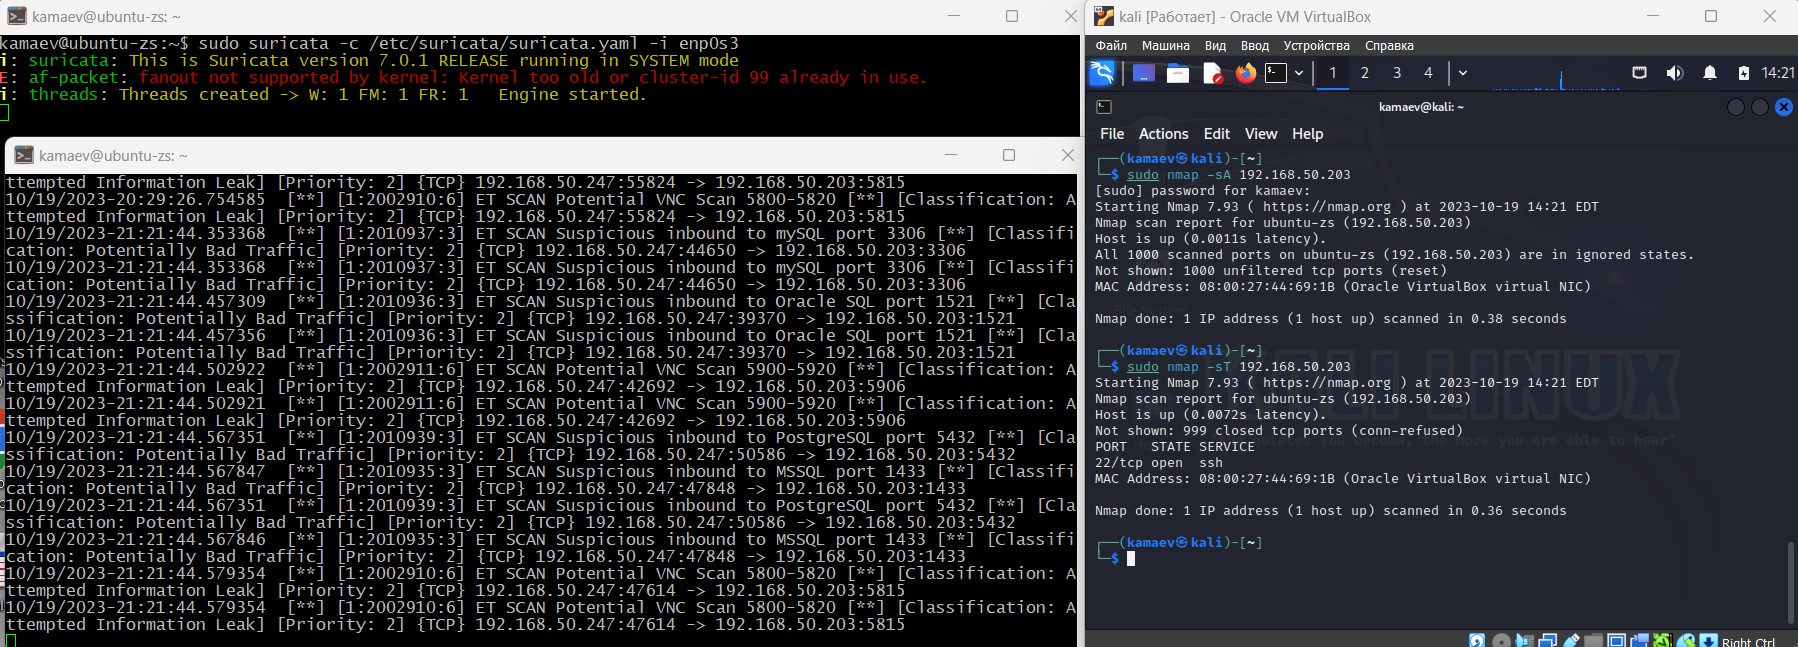 kamaev@ubuntu-zs: ~
kamaev@ubuntu-zs:~$ sudo suricata -c /etc/suricata/suricata.yaml -i enp0s3
i: suricata: This is Suricata version 7.0.1 RELEASE running in SYSTEM mode
E: af-packet: fanout not supported by kernel: Kernel too old or cluster-id 99 already in use.
i: threads: Threads created -> W: 1 FM: 1 FR: 1   Engine started.
kamaev@ubuntu-zs: ~
ttempted Information Leak] [Priority: 2] {TCP} 192.168.50.247:55824 -> 192.168.50.203:5815
10/19/2023-20:29:26.754585  [**] [1:2002910:6] ET SCAN Potential VNC Scan 5800-5820 [**] [Classification: A
ttempted Information Leak] [Priority: 2] {TCP} 192.168.50.247:55824 -> 192.168.50.203:5815
10/19/2023-21:21:44.353368  [**] [1:2010937:3] ET SCAN Suspicious inbound to mySQL port 3306 [**] [Classifi
cation: Potentially Bad Traffic] [Priority: 2] {TCP} 192.168.50.247:44650 -> 192.168.50.203:3306
10/19/2023-21:21:44.353368  [**] [1:2010937:3] ET SCAN Suspicious inbound to mySQL port 3306 [**] [Classifi
cation: Potentially Bad Traffic] [Priority: 2] {TCP} 192.168.50.247:44650 -> 192.168.50.203:3306
10/19/2023-21:21:44.457309  [**] [1:2010936:3] ET SCAN Suspicious inbound to Oracle SQL port 1521 [**] [Cla
ssification: Potentially Bad Traffic] [Priority: 2] {TCP} 192.168.50.247:39370 -> 192.168.50.203:1521
10/19/2023-21:21:44.457356  [**] [1:2010936:3] ET SCAN Suspicious inbound to Oracle SQL port 1521 [**] [Cla
ssification: Potentially Bad Traffic] [Priority: 2] {TCP} 192.168.50.247:39370 -> 192.168.50.203:1521
10/19/2023-21:21:44.502922  [**] [1:2002911:6] ET SCAN Potential VNC Scan 5900-5920 [**] [Classification: A
ttempted Information Leak] [Priority: 2] {TCP} 192.168.50.247:42692 -> 192.168.50.203:5906
10/19/2023-21:21:44.502921  [**] [1:2002911:6] ET SCAN Potential VNC Scan 5900-5920 [**] [Classification: A
ttempted Information Leak] [Priority: 2] {TCP} 192.168.50.247:42692 -> 192.168.50.203:5906
10/19/2023-21:21:44.567351  [**] [1:2010939:3] ET SCAN Suspicious inbound to PostgreSQL port 5432 [**] [Cla
ssification: Potentially Bad Traffic] [Priority: 2] {TCP} 192.168.50.247:50586 -> 192.168.50.203:5432
10/19/2023-21:21:44.567847  [**] [1:2010935:3] ET SCAN Suspicious inbound to MSSQL port 1433 [**] [Classifi
cation: Potentially Bad Traffic] [Priority: 2] {TCP} 192.168.50.247:47848 -> 192.168.50.203:1433
10/19/2023-21:21:44.567351  [**] [1:2010939:3] ET SCAN Suspicious inbound to PostgreSQL port 5432 [**] [Cla
ssification: Potentially Bad Traffic] [Priority: 2] {TCP} 192.168.50.247:50586 -> 192.168.50.203:5432
10/19/2023-21:21:44.567846  [**] [1:2010935:3] ET SCAN Suspicious inbound to MSSQL port 1433 [**] [Classifi
cation: Potentially Bad Traffic] [Priority: 2] {TCP} 192.168.50.247:47848 -> 192.168.50.203:1433
10/19/2023-21:21:44.579354  [**] [1:2002910:6] ET SCAN Potential VNC Scan 5800-5820 [**] [Classification: A
ttempted Information Leak] [Priority: 2] {TCP} 192.168.50.247:47614 -> 192.168.50.203:5815
10/19/2023-21:21:44.579354  [**] [1:2002910:6] ET SCAN Potential VNC Scan 5800-5820 [**] [Classification: A
ttempted Information Leak] [Priority: 2] {TCP} 192.168.50.247:47614 -> 192.168.50.203:5815
kali [Работает] - Oracle VM VirtualBox
Файл Машина Вид Ввод Устройства Справка
1 2 3 4 14:21
kamaev@kali: ~
File Actions Edit View Help
┌──(kamaev㉿kali)-[~]
└─$ sudo nmap -sA 192.168.50.203
[sudo] password for kamaev:
Starting Nmap 7.93 ( https://nmap.org ) at 2023-10-19 14:21 EDT
Nmap scan report for ubuntu-zs (192.168.50.203)
Host is up (0.0011s latency).
All 1000 scanned ports on ubuntu-zs (192.168.50.203) are in ignored states.
Not shown: 1000 unfiltered tcp ports (reset)
MAC Address: 08:00:27:44:69:1B (Oracle VirtualBox virtual NIC)
Nmap done: 1 IP address (1 host up) scanned in 0.38 seconds
┌──(kamaev㉿kali)-[~]
└─$ sudo nmap -sT 192.168.50.203
Starting Nmap 7.93 ( https://nmap.org ) at 2023-10-19 14:21 EDT
Nmap scan report for ubuntu-zs (192.168.50.203)
Host is up (0.0072s latency).
Not shown: 999 closed tcp ports (conn-refused)
PORT   STATE SERVICE
22/tcp open  ssh
MAC Address: 08:00:27:44:69:1B (Oracle VirtualBox virtual NIC)
Nmap done: 1 IP address (1 host up) scanned in 0.36 seconds
┌──(kamaev㉿kali)-[~]
└─$
Right Ctrl